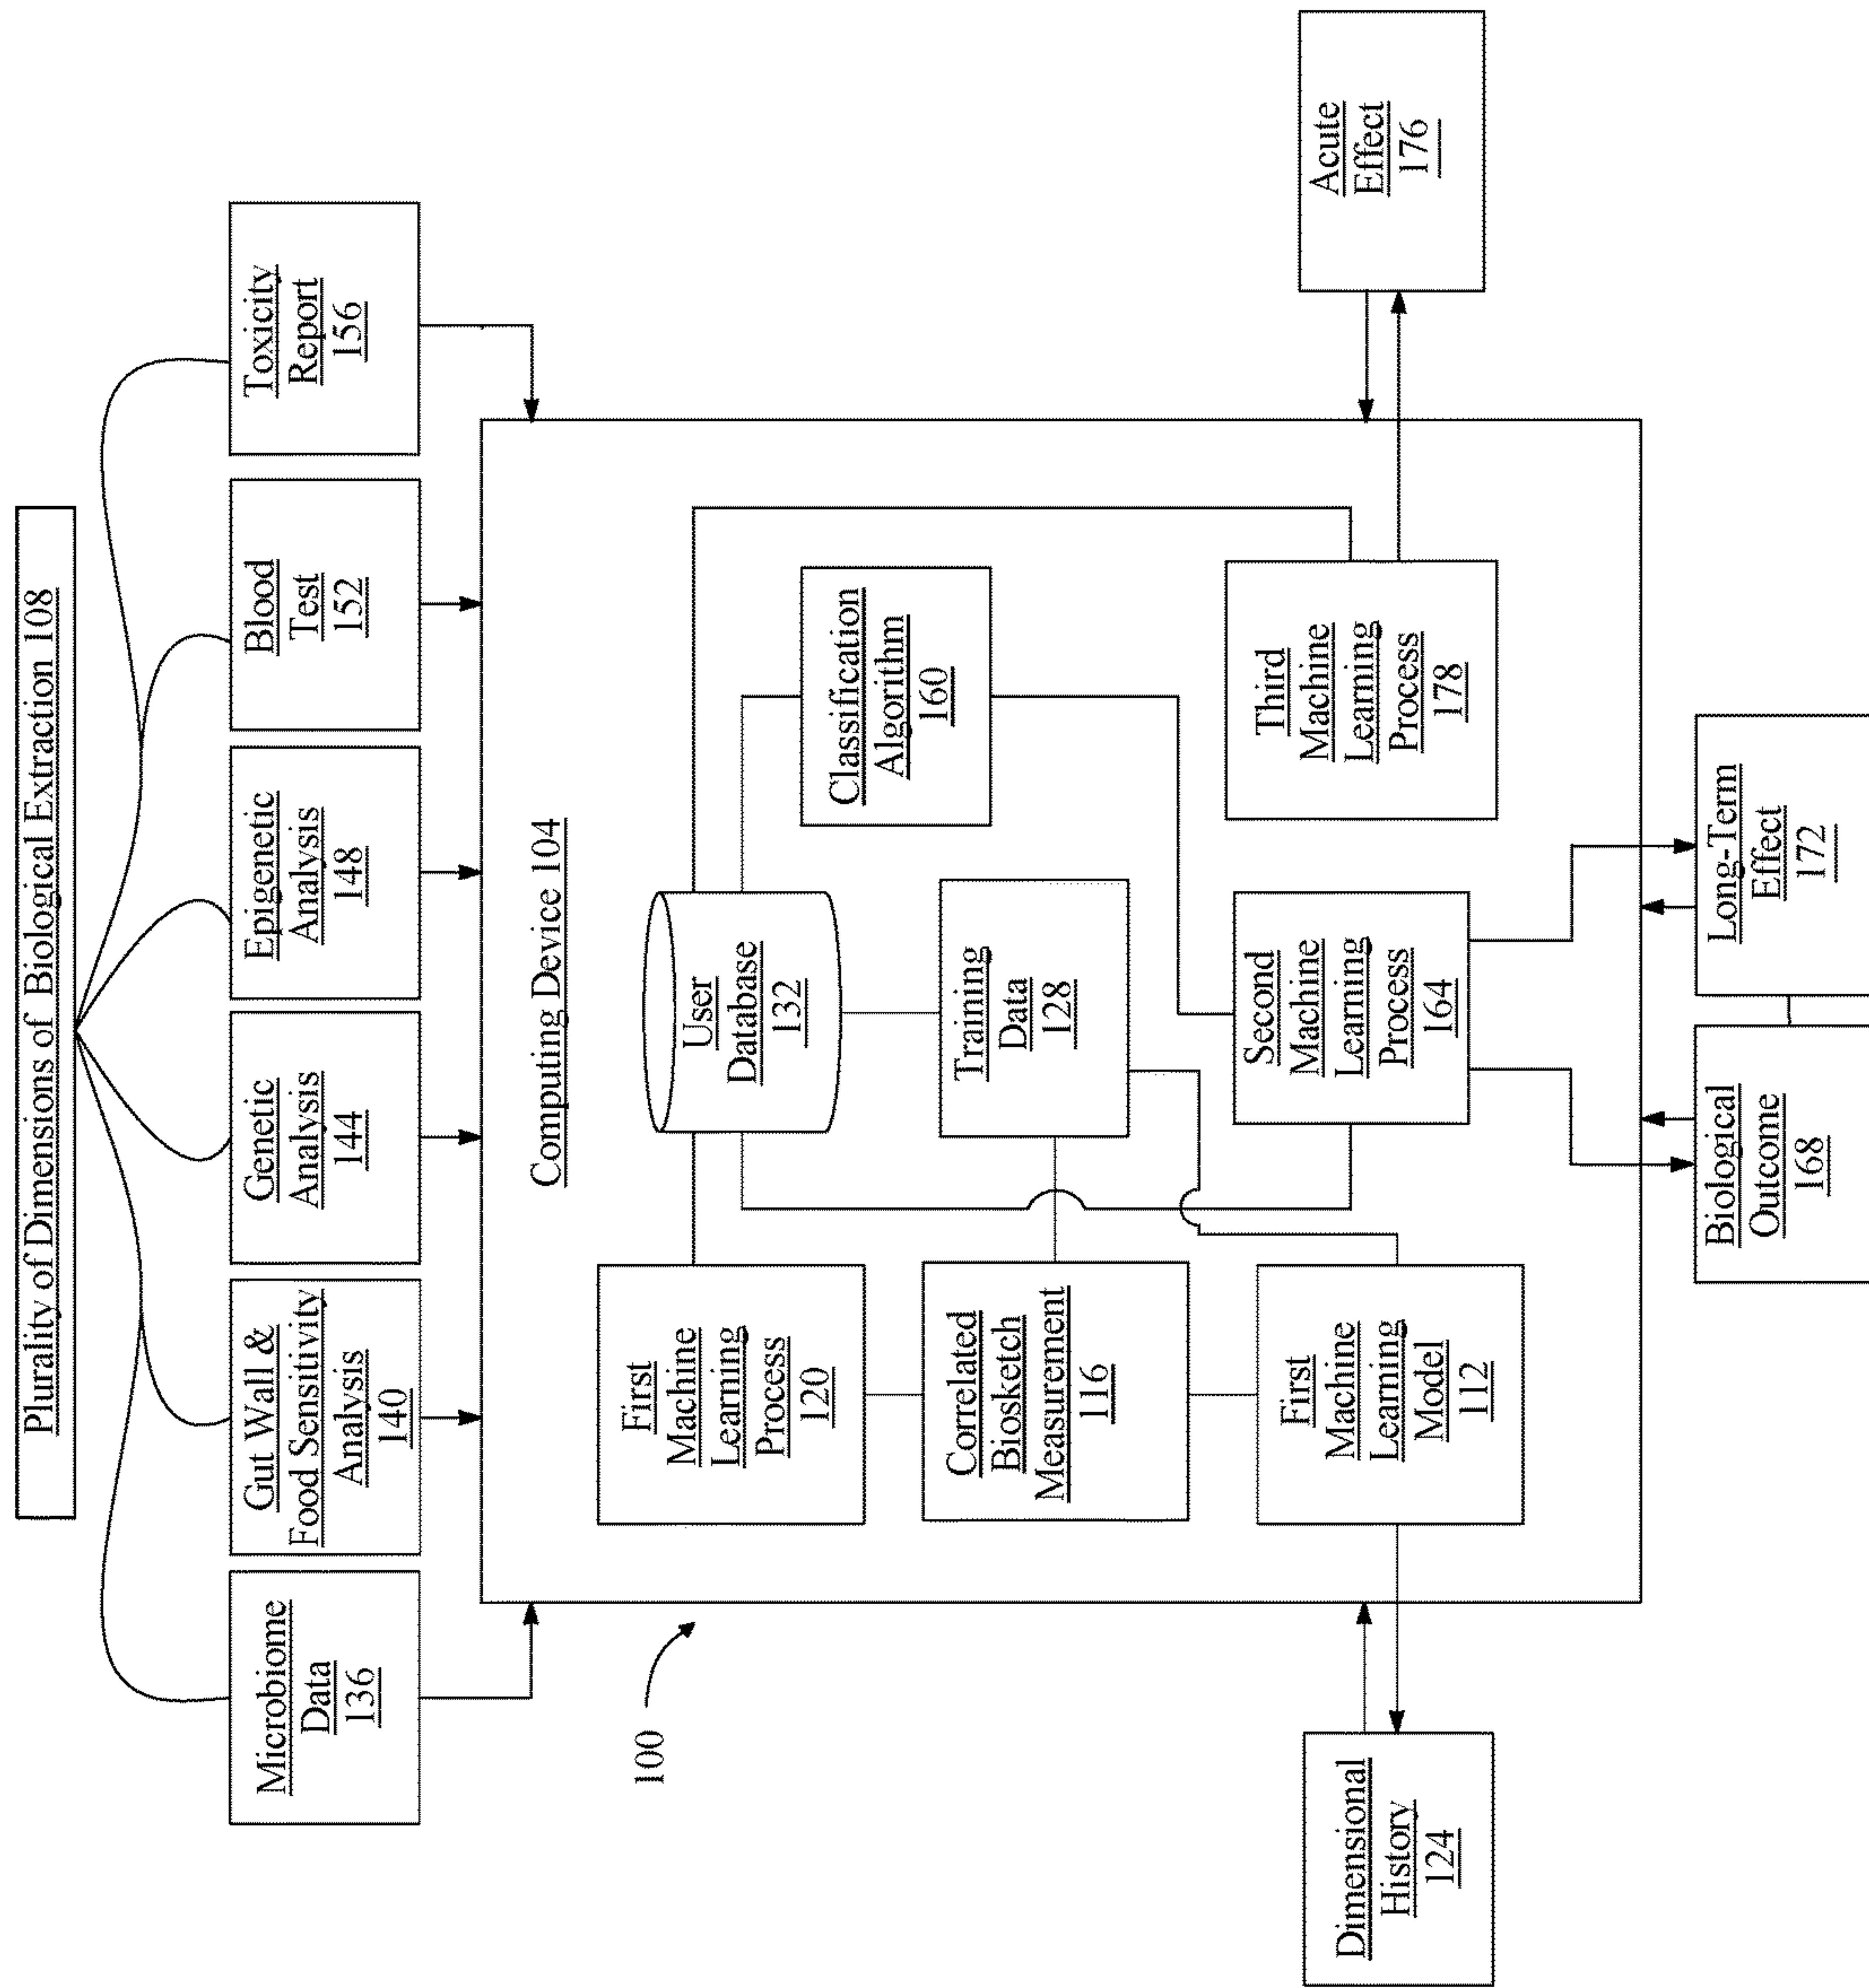 Plurality of Dimensions of Biological Extraction 108
Microbiome
Data
136
Gut Wall &
Food Sensitivity
Analysis
140
Genetic
Analysis
144
Epigenetic
Analysis
148
Blood
Test
152
Toxicity
Report
156
Computing Device 104
100
First
Machine
Learning
Process
120
User
Database
132
Classification
Algorithm
160
Correlated
Biosketch
Measurement
116
Training
Data
128
First
Machine
Learning
Model
112
Second
Machine
Learning
Process
164
Third
Machine
Learning
Process
178
Dimensional
History
124
Acute
Effect
176
Biological
Outcome
168
Long-Term
Effect
172